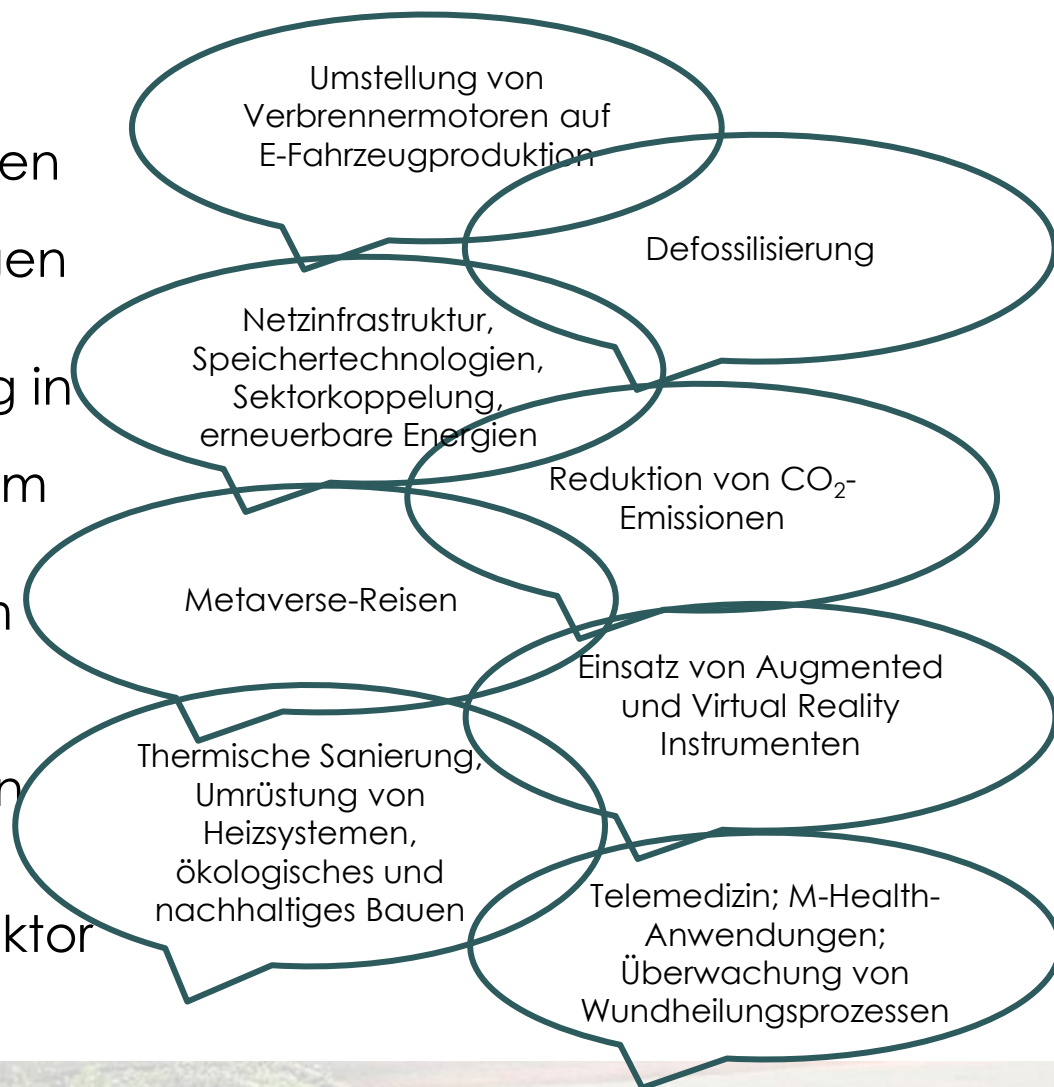 Umstellung von
Verbrennermotoren auf
E-Fahrzeugproduktion
Defossilisierung
Netzinfrastruktur,
Speichertechnologien,
Sektorkoppelung,
erneuerbare Energien
Reduktion von CO₂-
Emissionen
Metaverse-Reisen
Einsatz von Augmented
und Virtual Reality
Instrumenten
Thermische Sanierung,
Umrüstung von
Heizsystemen,
ökologisches und
nachhaltiges Bauen
Telemedizin; M-Health-
Anwendungen;
Überwachung von
Wundheilungsprozessen